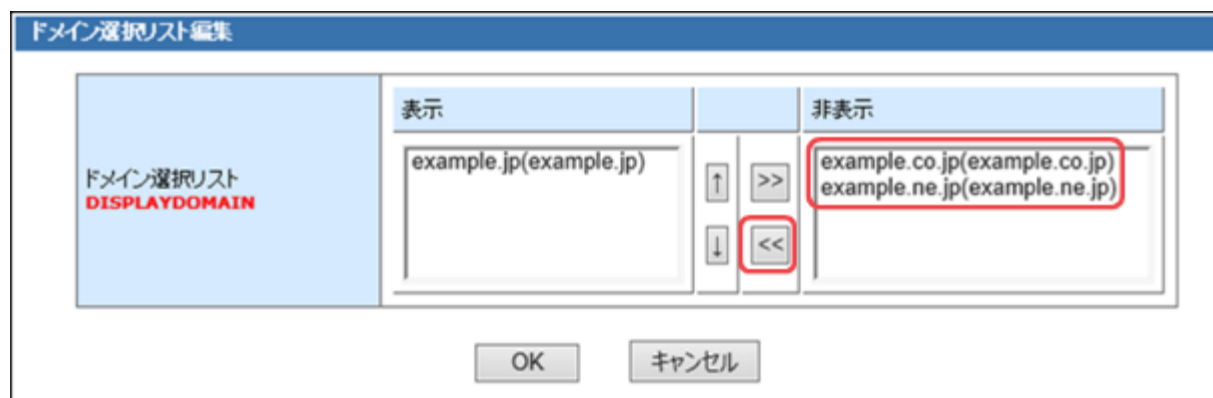 ドメイン選択リスト編集
表示
非表示
ドメイン選択リスト
DISPLAYDOMAIN
example.jp(example.jp)
↑
>>
↓
<<
example.co.jp(example.co.jp)
example.ne.jp(example.ne.jp)
OK
キャンセル